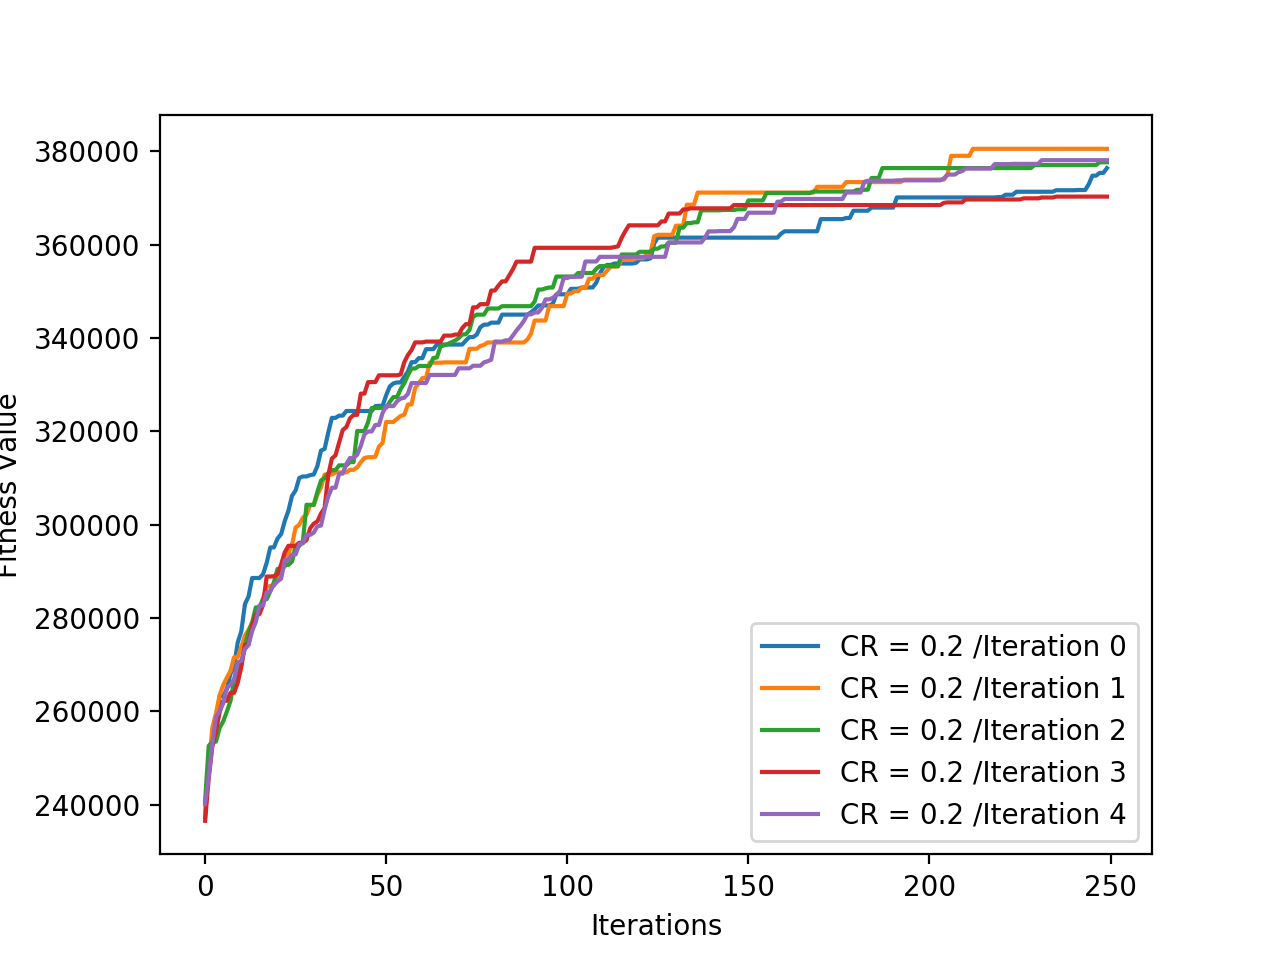 380000
360000
340000
320000
300000
280000
260000
240000
Fitness Value
0 50 100 150 200 250
Iterations
CR = 0.2 /Iteration 0
CR = 0.2 /Iteration 1
CR = 0.2 /Iteration 2
CR = 0.2 /Iteration 3
CR = 0.2 /Iteration 4